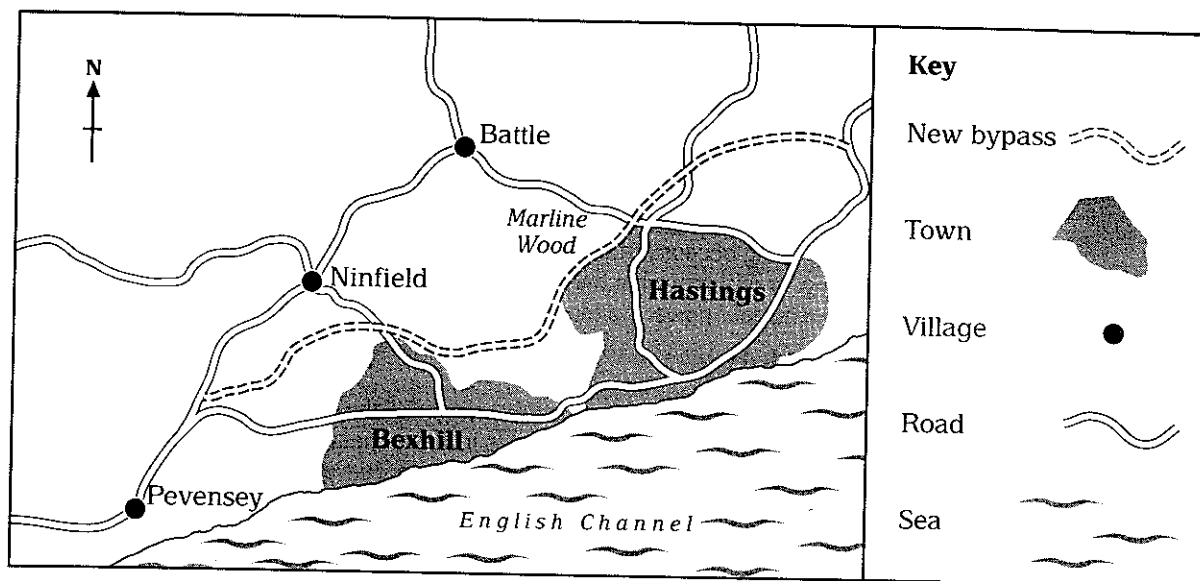 N
Battle
Marline
Wood
Ninfield
Hastings
Bexhill
Pevensey
English Channel
Key
New bypass
Town
Village
Road
Sea